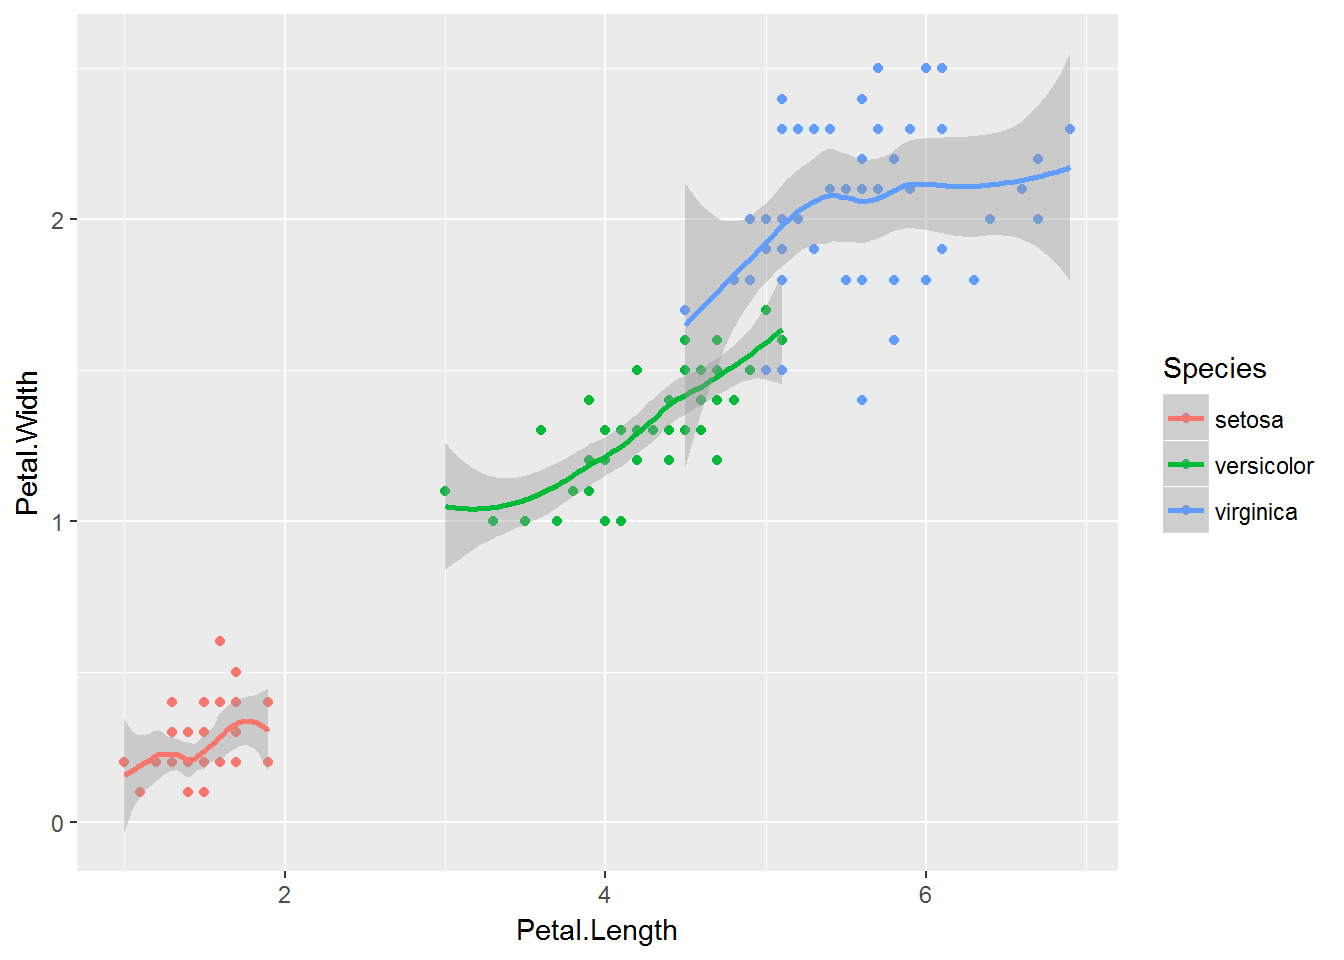 2
1
0
2
4
6
Petal.Length
Petal.Width
Species
setosa
versicolor
virginica